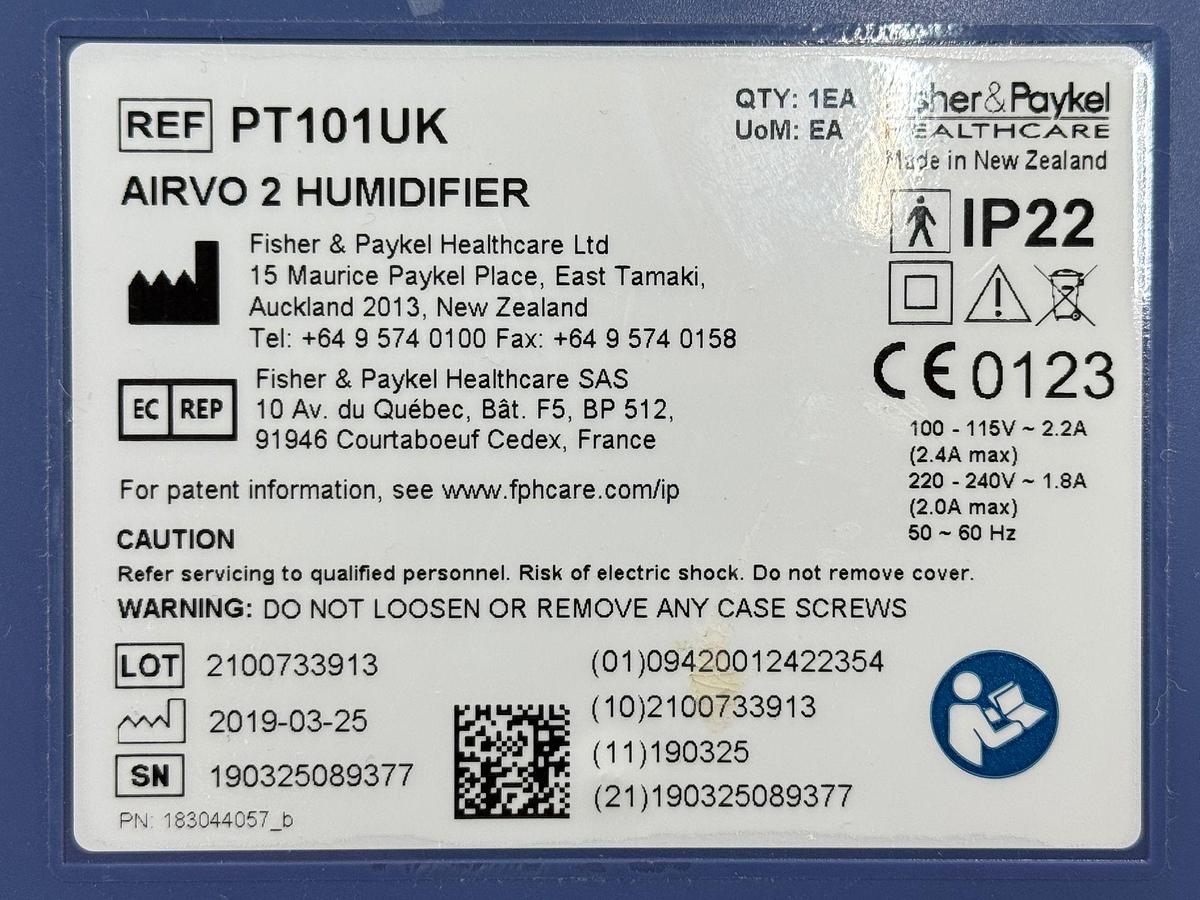 REF PT101UK
QTY: 1EA
UoM: EA
sher&Paykel
EALTHCARE
Made in New Zealand
AIRVO 2 HUMIDIFIER
IP22
Fisher & Paykel Healthcare Ltd
15 Maurice Paykel Place, East Tamaki,
Auckland 2013, New Zealand
Tel: +64 9 574 0100 Fax: +64 9 574 0158
CE 0123
EC REP
Fisher & Paykel Healthcare SAS
10 Av. du Québec, Bât. F5, BP 512,
91946 Courtaboeuf Cedex, France
100 - 115V ~ 2.2A
(2.4A max)
220 - 240V ~ 1.8A
(2.0A max)
50 ~ 60 Hz
For patent information, see www.fphcare.com/ip
CAUTION
Refer servicing to qualified personnel. Risk of electric shock. Do not remove cover.
WARNING: DO NOT LOOSEN OR REMOVE ANY CASE SCREWS
LOT 2100733913
2019-03-25
SN 190325089377
PN: 183044057_b
(01)09420012422354
(10)2100733913
(11)190325
(21)190325089377